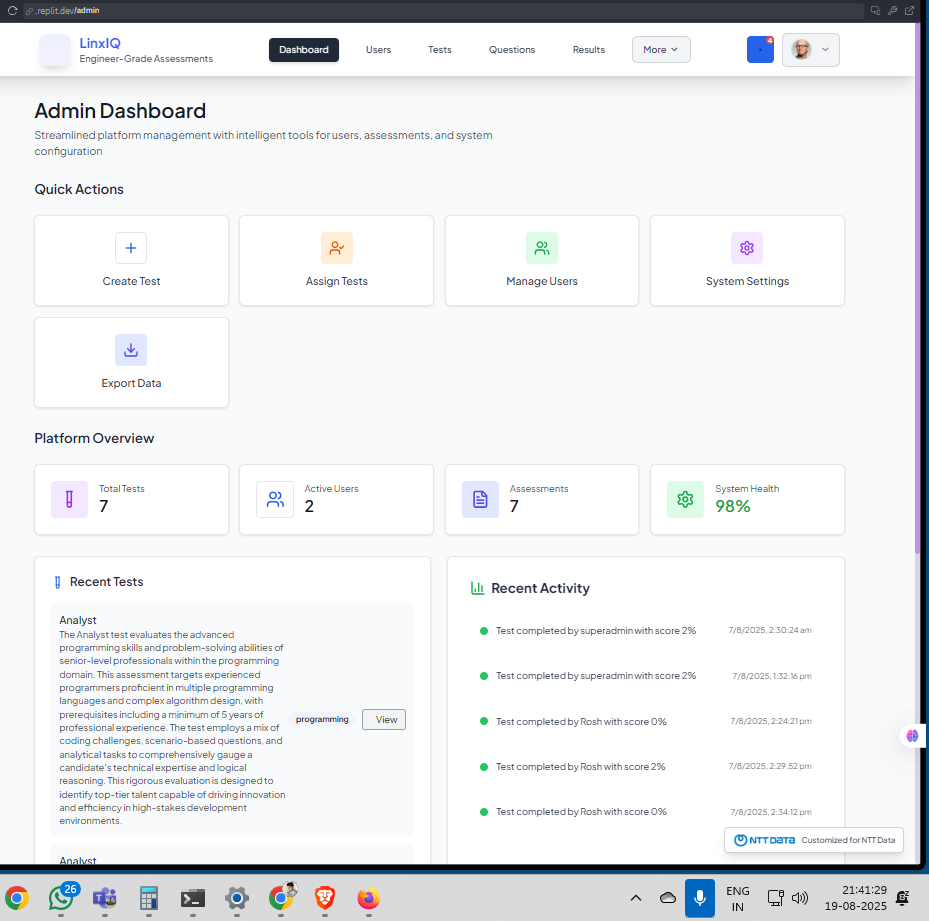 .replit.dev/admin
LinxIQ
Engineer-Grade Assessments
Dashboard
Users
Tests
Questions
Results
More
4
Admin Dashboard
Streamlined platform management with intelligent tools for users, assessments, and system
configuration
Quick Actions
Create Test
Assign Tests
Manage Users
System Settings
Export Data
Platform Overview
Total Tests
7
Active Users
2
Assessments
7
System Health
98%
Recent Tests
Analyst
The Analyst test evaluates the advanced
programming skills and problem-solving abilities of
senior-level professionals within the programming
domain. This assessment targets experienced
programmers proficient in multiple programming
languages and complex algorithm design, with
prerequisites including a minimum of 5 years of
professional experience. The test employs a mix of
coding challenges, scenario-based questions, and
analytical tasks to comprehensively gauge a
candidate's technical expertise and logical
reasoning. This rigorous evaluation is designed to
identify top-tier talent capable of driving innovation
and efficiency in high-stakes development
environments.
programming
View
Analyst
Recent Activity
Test completed by superadmin with score 2%
7/8/2025, 2:30:24 am
Test completed by superadmin with score 2%
7/8/2025, 1:32:16 pm
Test completed by Rosh with score 0%
7/8/2025, 2:24:21 pm
Test completed by Rosh with score 2%
7/8/2025, 2:29:52 pm
Test completed by Rosh with score 0%
7/8/2025, 2:34:12 pm
NTT DATA
Customized for NTT Data
26
ENG
IN
21:41:29
19-08-2025